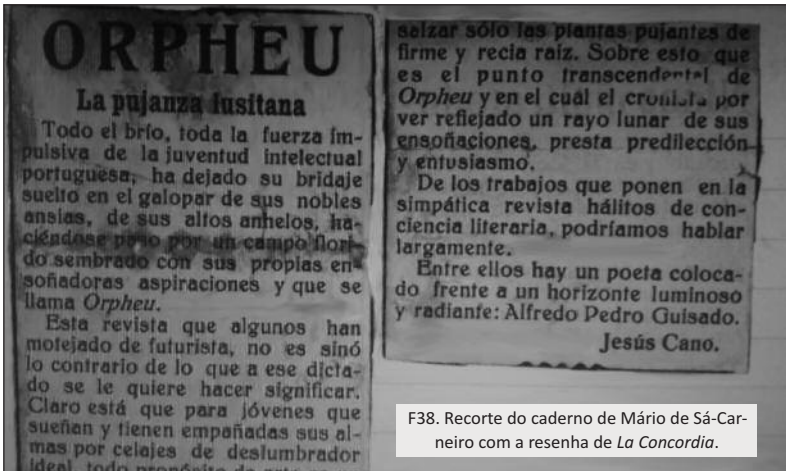 ORPHEU
La pujanza lusitana
Todo el brío, toda la fuerza im-
pulsiva de la juventud intelectual
portuguesa, ha dejado su bridaje
suelto en el galopar de sus nobles
ansias, de sus altos anhelos, ha-
ciéndose paso por un campo flori-
do sembrado con sus propias en-
soñadoras aspiraciones y que se
llama Orpheu.
Esta revista que algunos han
motejado de futurista, no es sinó
lo contrario de lo que a ese dicta-
do se le quiere hacer significar.
Claro está que para jóvenes que
sueñan y tienen empañadas sus al-
mas por celajes de deslumbrador
ideal, todo propósito de
salzar sólo las plantas pujantes de
firme y recia raiz. Sobre esto que
es el punto transcendental de
Orpheu y en el cuál el cronista por
ver reflejado un rayo lunar de sus
ensoñaciones, presta predilección
y entusiasmo.
De los trabajos que ponen en la
simpática revista hálitos de con-
ciencia literaria, podríamos hablar
largamente.
Entre ellos hay un poeta coloca-
do frente a un horizonte luminoso
y radiante: Alfredo Pedro Guisado.
Jesús Cano.
F38. Recorte do caderno de Mário de Sá-Car-
neiro com a resenha de La Concordia.